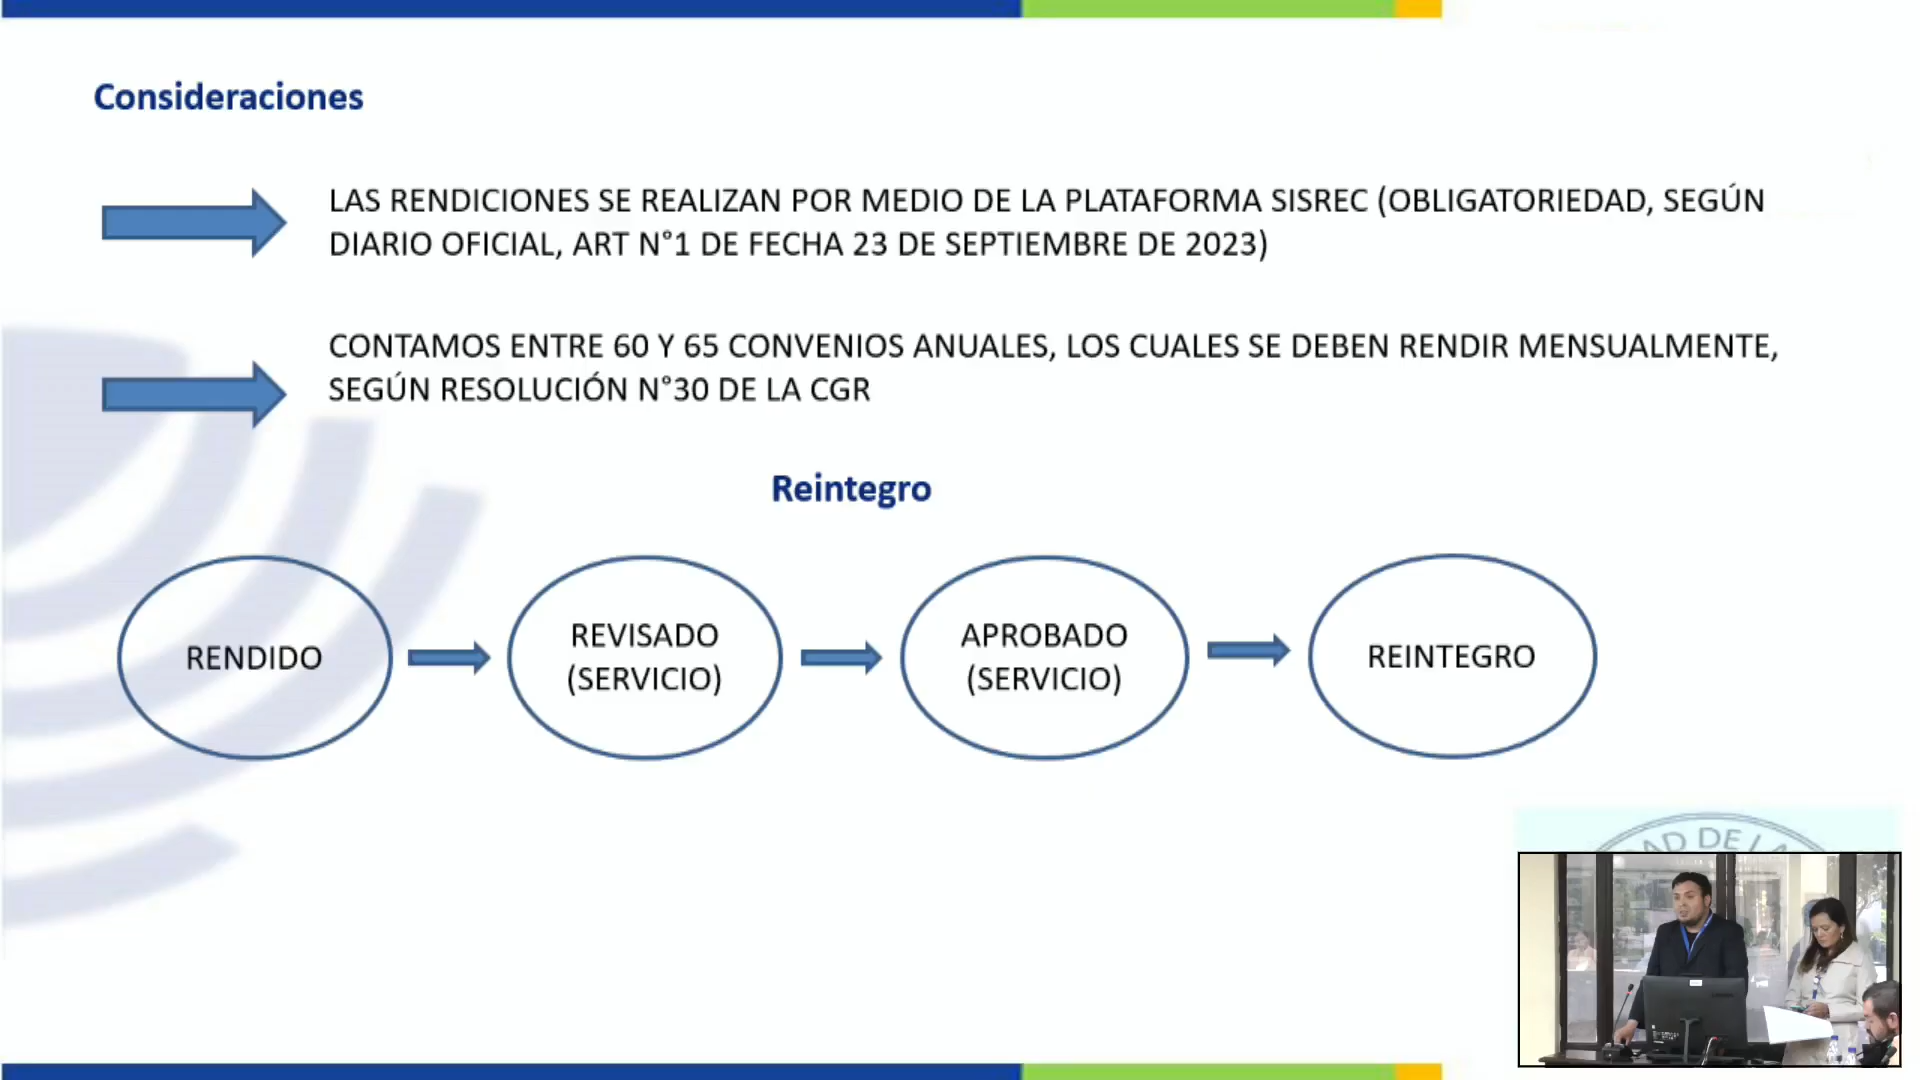 Consideraciones
LAS RENDICIONES SE REALIZAN POR MEDIO DE LA PLATAFORMA SISREC (OBLIGATORIEDAD, SEGÚN
DIARIO OFICIAL, ART N°1 DE FECHA 23 DE SEPTIEMBRE DE 2023)
CONTAMOS ENTRE 60 Y 65 CONVENIOS ANUALES, LOS CUALES SE DEBEN RENDIR MENSUALMENTE,
SEGÚN RESOLUCIÓN N°30 DE LA CGR
Reintegro
RENDIDO
REVISADO
(SERVICIO)
APROBADO
(SERVICIO)
REINTEGRO
DE